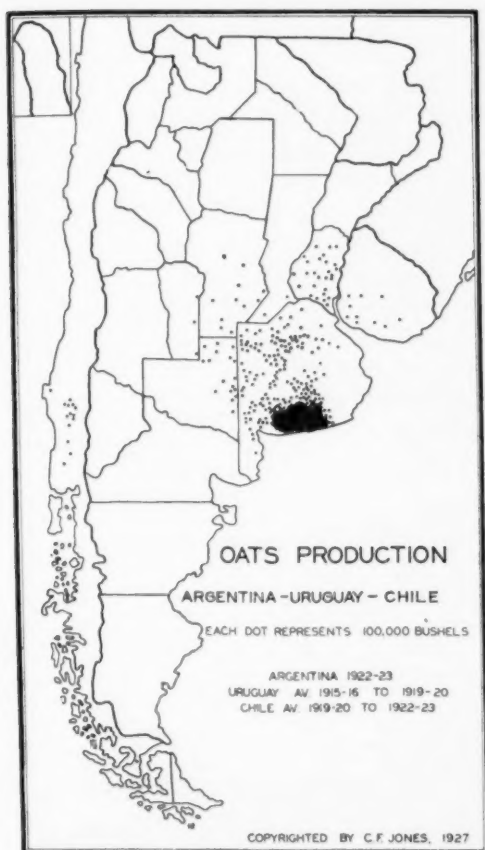 OATS PRODUCTION
ARGENTINA-URUGUAY-CHILE
EACH DOT REPRESENTS 100,000 BUSHELS
ARGENTINA 1922-23
URUGUAY AV. 1915-16 TO 1919-20
CHILE AV. 1919-20 TO 1922-23
COPYRIGHTED BY C.F. JONES, 1927